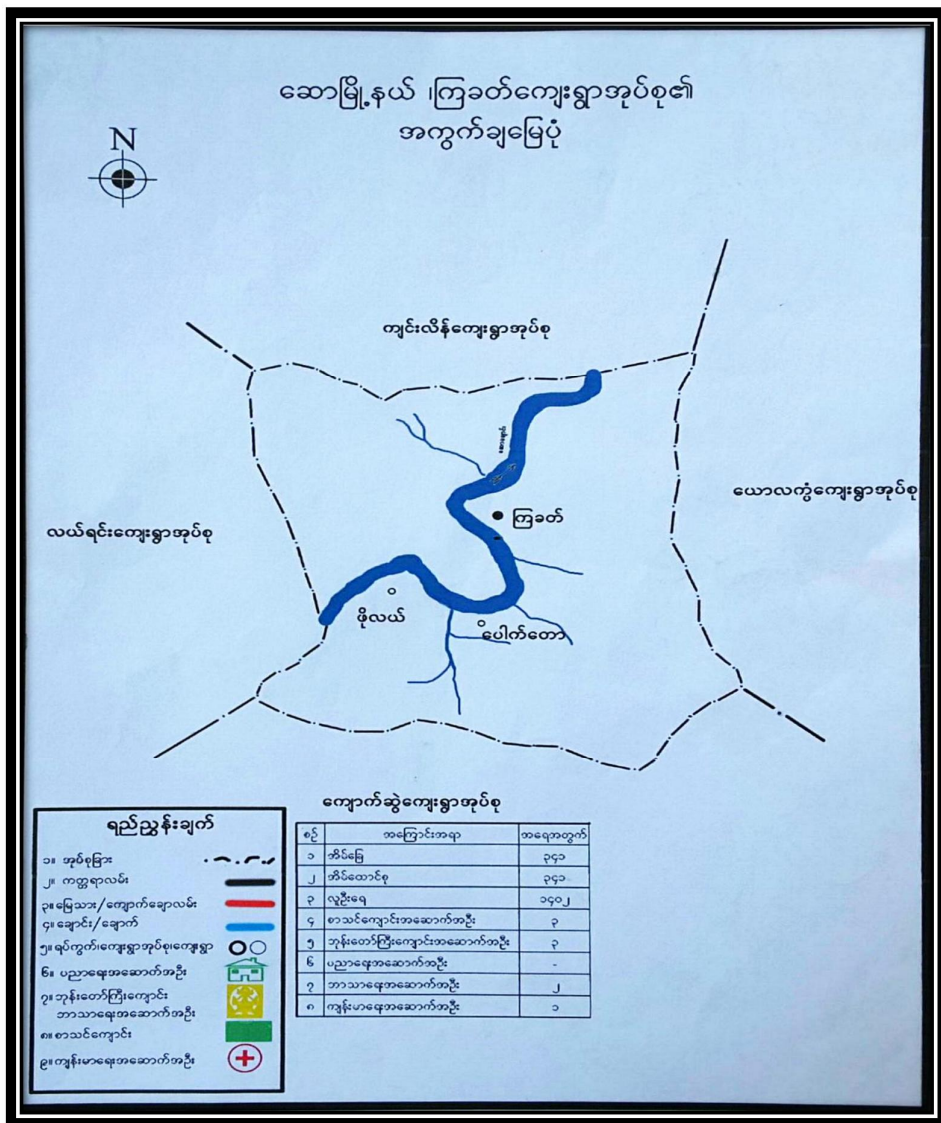 ဆောမြို့နယ် ၊ကြခတ်ကျေးရွာအုပ်စု၏
အကွက်ချမြေပုံ
N
ကျင်းလိန်ကျေးရွာအုပ်စု
ယောလက္ပံကျေးရွာအုပ်စု
ကြခတ်
လယ်ရင်းကျေးရွာအုပ်စု
ဖိုလယ်
ပေါက်တော
ကျောက်ဆွဲကျေးရွာအုပ်စု
ရည်ညွှန်းချက်
၁။ အုပ်စုခြား
၂။ ကတ္တရာလမ်း
၃။မြေသား/ကျောက်ချောလမ်း
၄။ချောင်း/ချောက်
၅။ရပ်ကွက်၊ကျေးရွာအုပ်စု၊ကျေးရွာ
၆။ ပညာရေးအဆောက်အဦး
၇။ဘုန်းတော်ကြီးကျောင်း
ဘာသာရေးအဆောက်အဦး
၈။စာသင်ကျောင်း
၉။ကျန်းမာရေးအဆောက်အဦး
စဉ် အကြောင်းအရာ အရေအတွက်
၁ အိမ်ခြေ ၃၄၁
၂ အိမ်ထောင်စု ၃၄၁
၃ လူဦးရေ ၁၄၀၂
၄ စာသင်ကျောင်းအဆောက်အဦး ၃
၅ ဘုန်းတော်ကြီးကျောင်းအဆောက်အဦး ၃
၆ ပညာရေးအဆောက်အဦး -
၇ ဘာသာရေးအဆောက်အဦး ၂
၈ ကျန်းမာရေးအဆောက်အဦး ၁